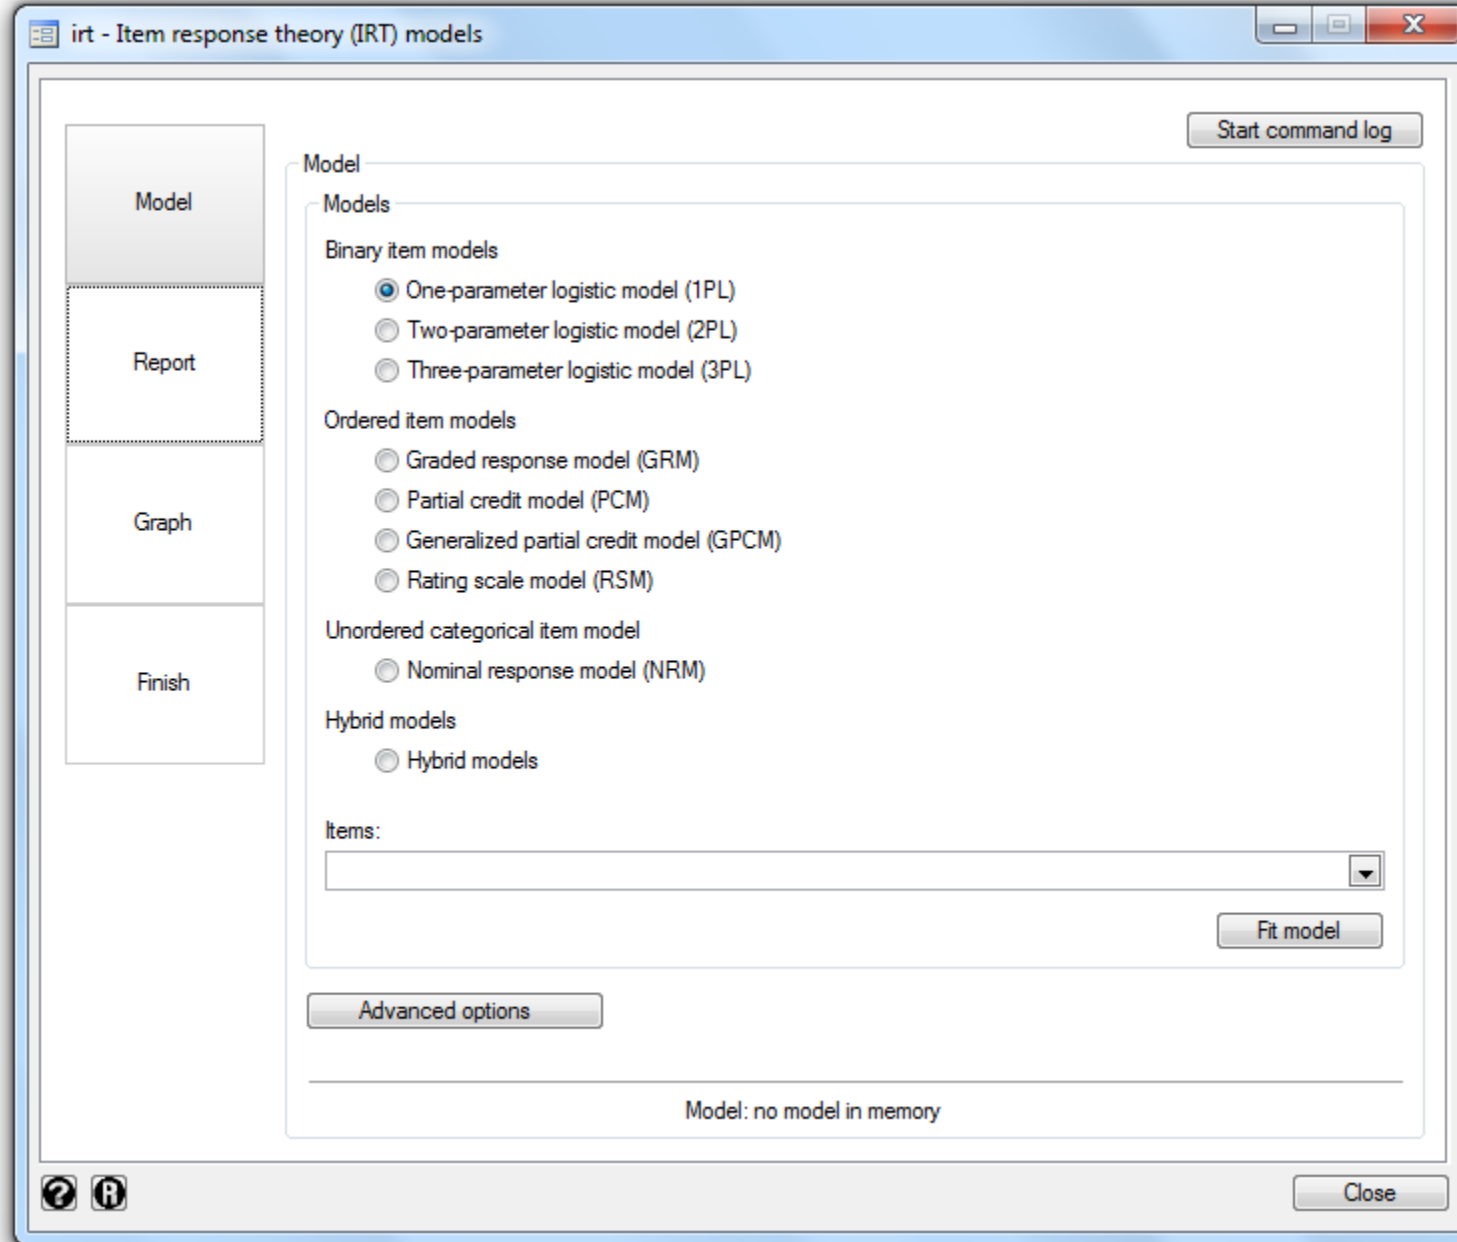 irt - Item response theory (IRT) models
Start command log
Model
Report
Graph
Finish
Model
Models
Binary item models
One-parameter logistic model (1PL)
Two-parameter logistic model (2PL)
Three-parameter logistic model (3PL)
Ordered item models
Graded response model (GRM)
Partial credit model (PCM)
Generalized partial credit model (GPCM)
Rating scale model (RSM)
Unordered categorical item model
Nominal response model (NRM)
Hybrid models
Hybrid models
Items:
Fit model
Advanced options
Model: no model in memory
? R
Close